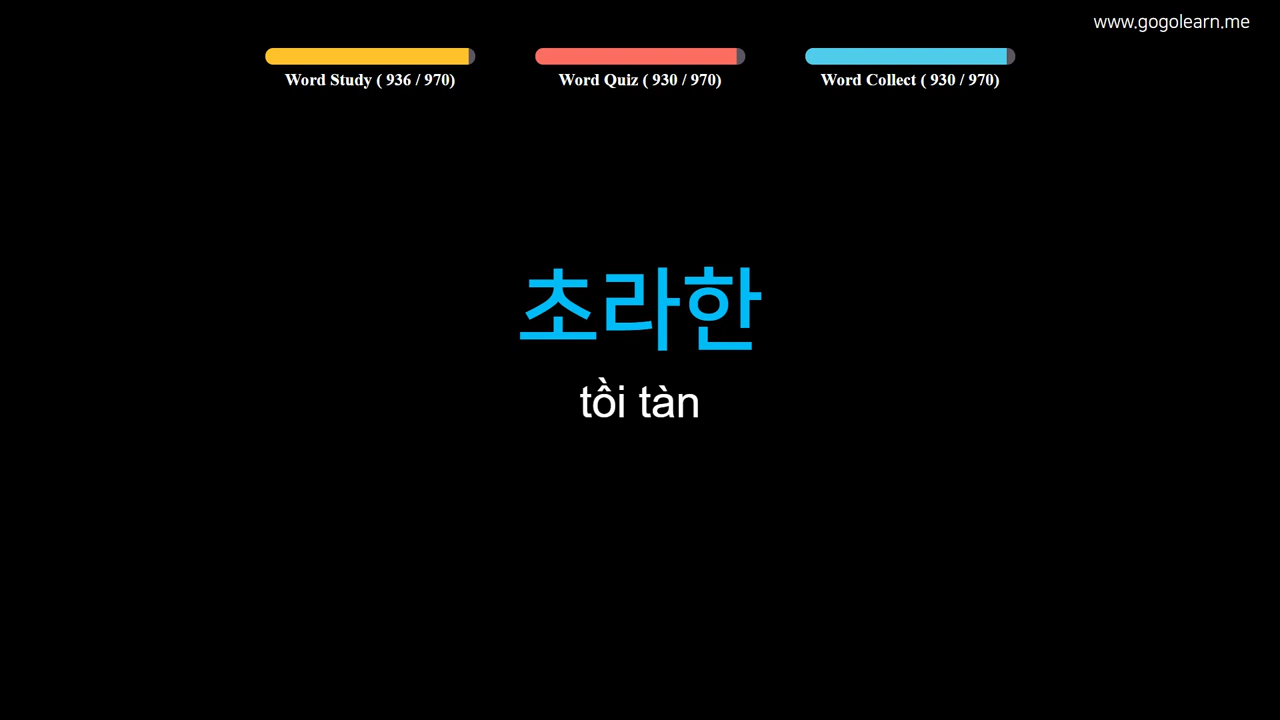 www.gogolearn.me
Word Study ( 936 / 970)
Word Quiz ( 930 / 970)
Word Collect ( 930 / 970)
초라한
tồi tàn